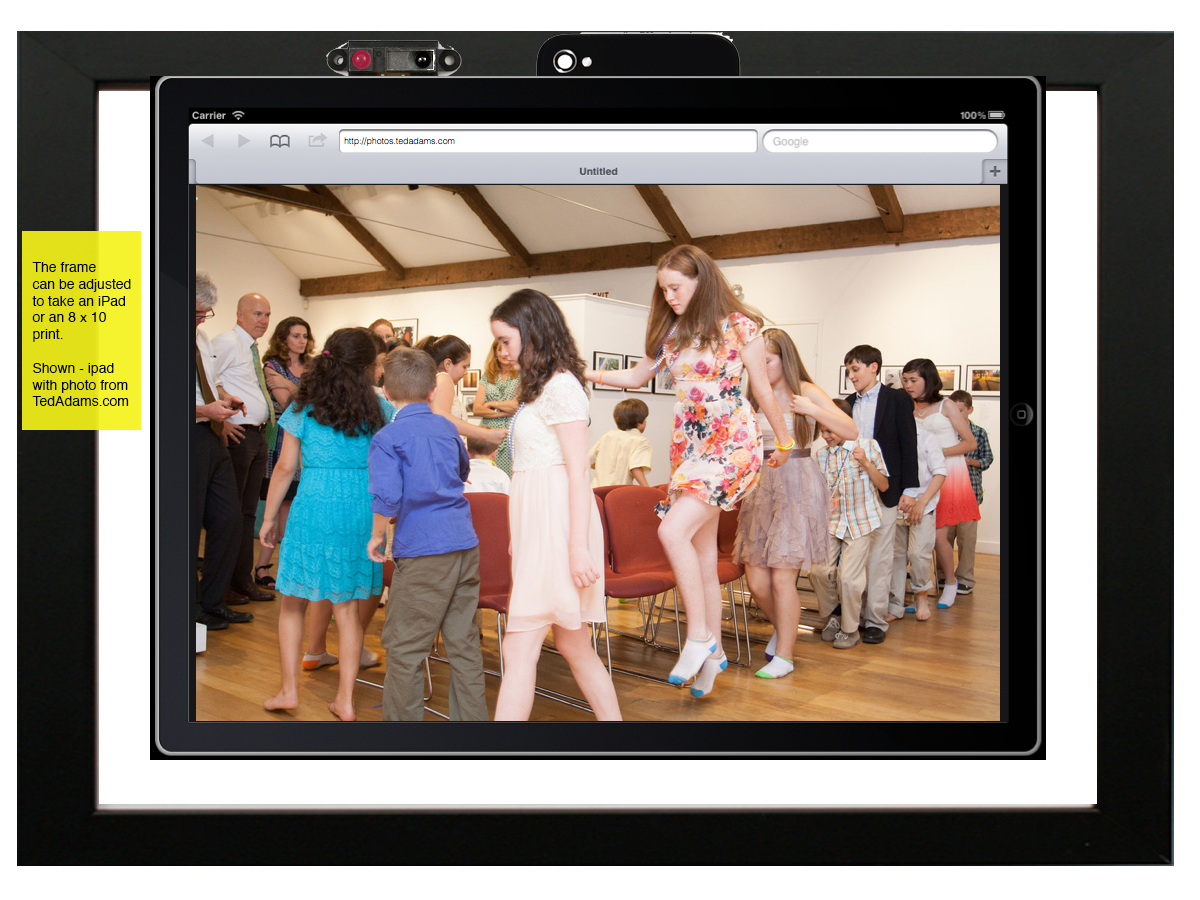 Carrier
100%
http://photos.tedadams.com
Google
Untitled
+
The frame
can be adjusted
to take an iPad
or an 8 x 10
print.
Shown - ipad
with photo from
TedAdams.com
EXIT